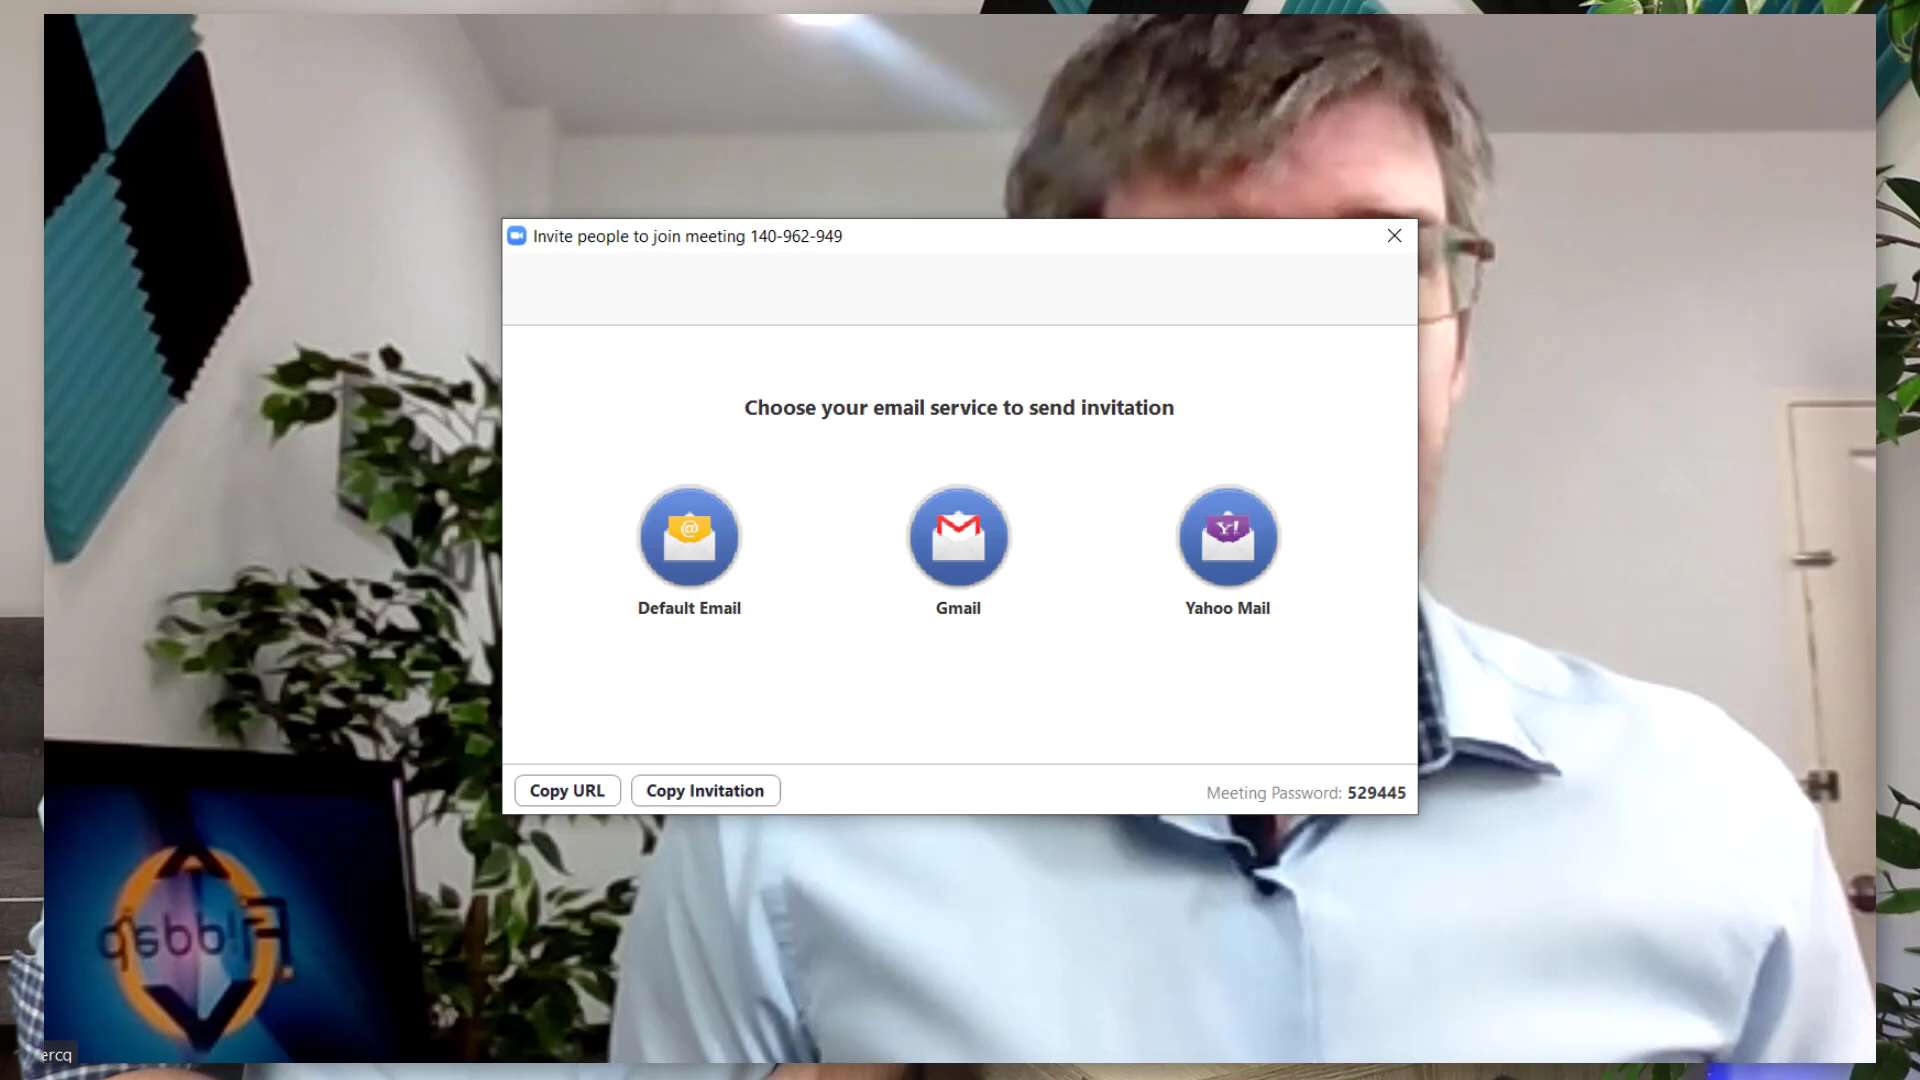 Invite people to join meeting 140-962-949
Choose your email service to send invitation
Default Email
Gmail
Yahoo Mail
Copy URL
Copy Invitation
Meeting Password: 529445
ercq